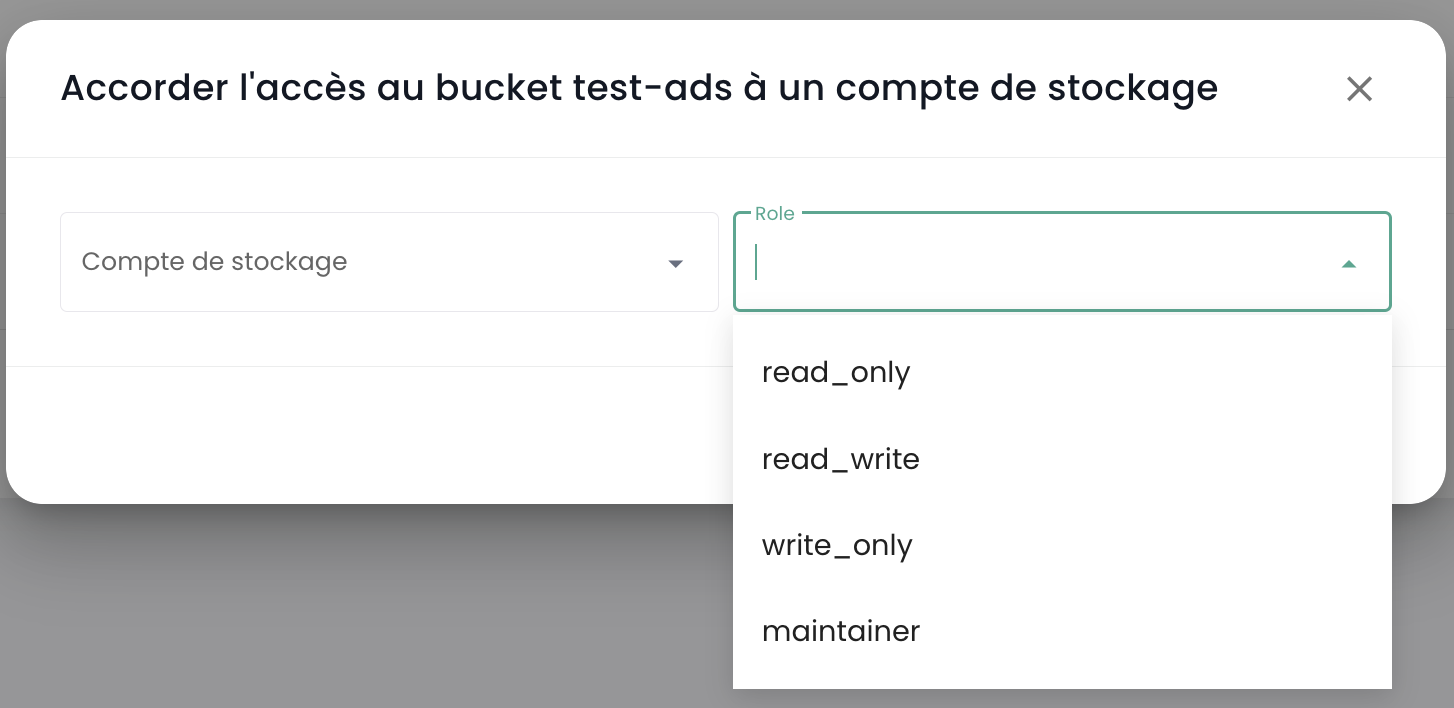 Accorder l'accès au bucket test-ads à un compte de stockage
Compte de stockage
Role
read_only
read_write
write_only
maintainer